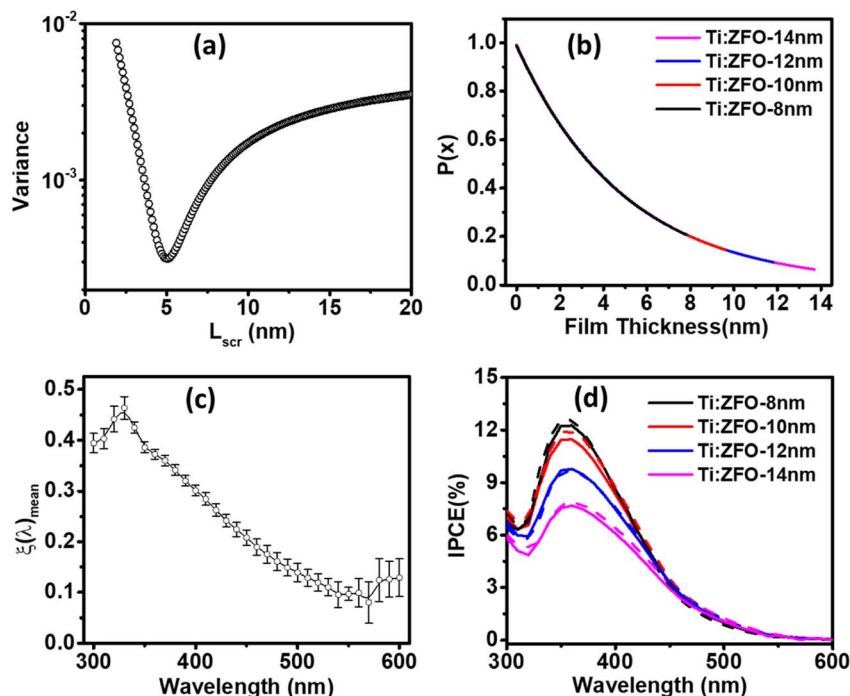 (a)
Variance
10⁻²
10⁻³
0 5 10 15 20
L_scr (nm)
(b)
P(x)
1.0
0.8
0.6
0.4
0.2
0.0
Ti:ZFO-14nm
Ti:ZFO-12nm
Ti:ZFO-10nm
Ti:ZFO-8nm
0 2 4 6 8 10 12 14
Film Thickness(nm)
(c)
ξ(λ)mean
0.5
0.4
0.3
0.2
0.1
0.0
300 400 500 600
Wavelength (nm)
(d)
IPCE(%)
15
12
9
6
3
0
Ti:ZFO-8nm
Ti:ZFO-10nm
Ti:ZFO-12nm
Ti:ZFO-14nm
300 400 500 600
Wavelength (nm)